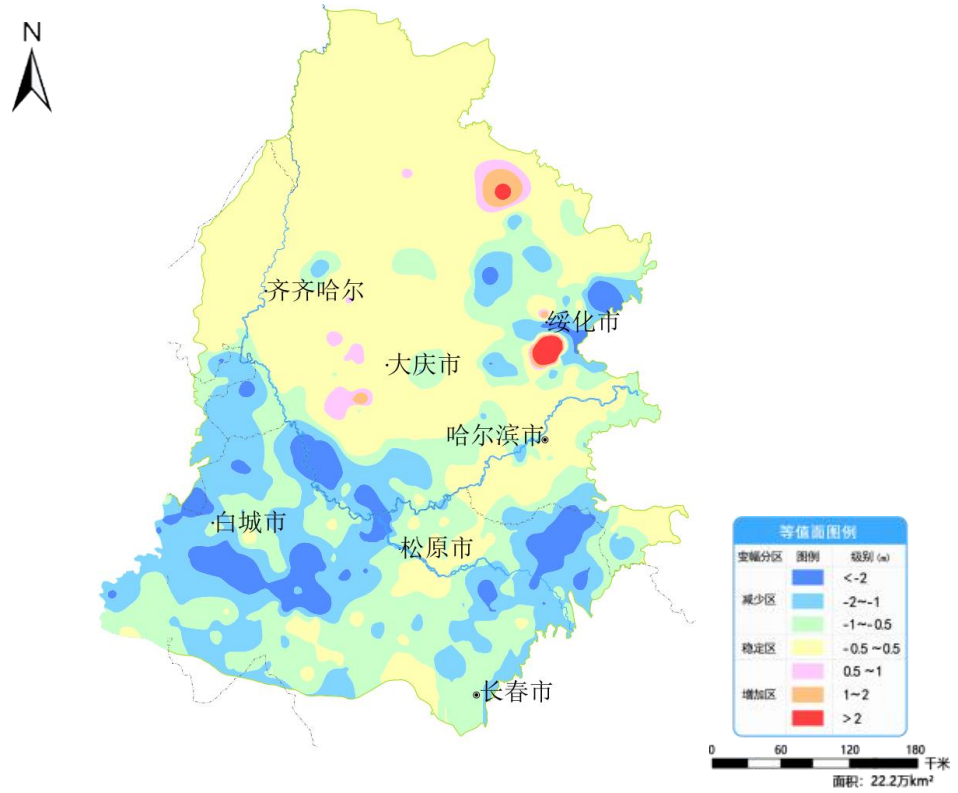 N
齐齐哈尔
绥化市
大庆市
哈尔滨市
白城市
松原市
长春市
等值面图例
变幅分区 图例 级别(m)
<-2
减少区 -2~-1
-1~-0.5
稳定区 -0.5~0.5
0.5~1
增加区 1~2
>2
0 60 120 180
千米
面积：22.2万km²